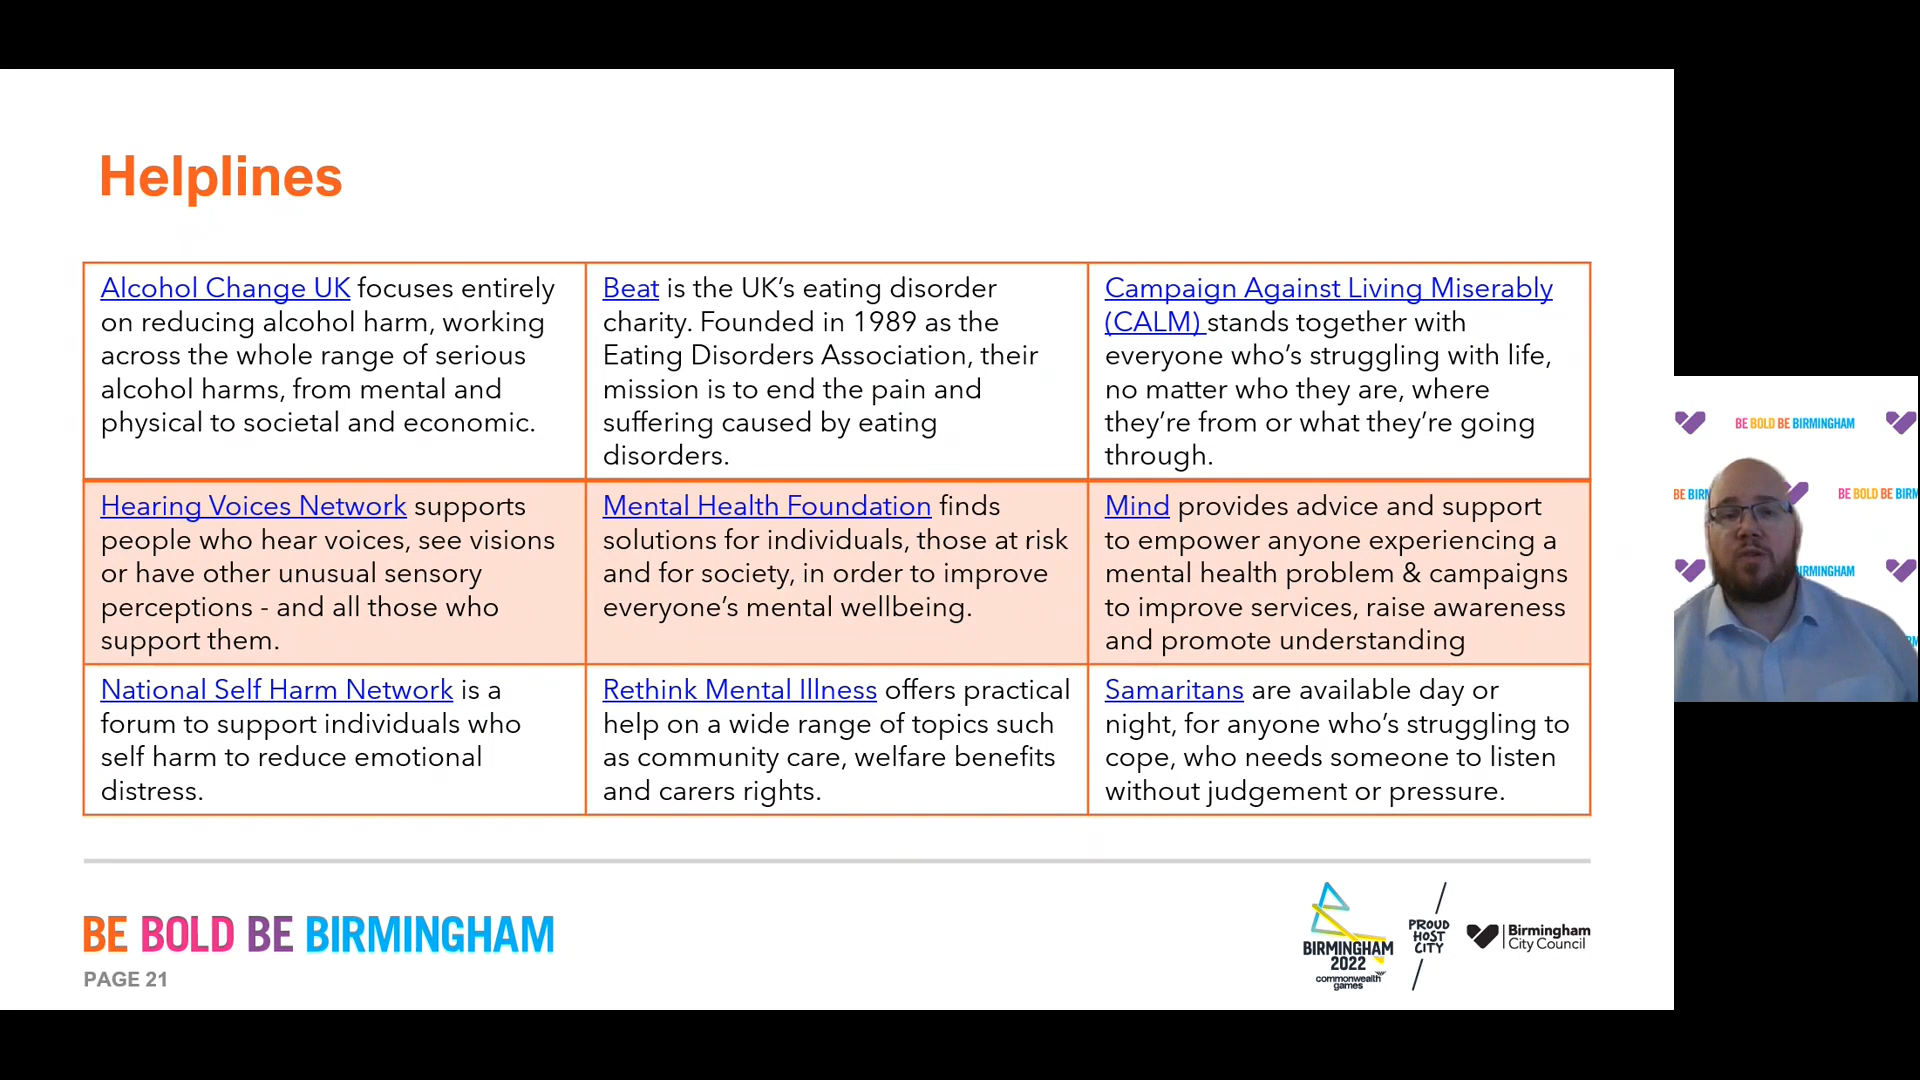 Helplines
Alcohol Change UK focuses entirely
on reducing alcohol harm, working
across the whole range of serious
alcohol harms, from mental and
physical to societal and economic.
Beat is the UK’s eating disorder
charity. Founded in 1989 as the
Eating Disorders Association, their
mission is to end the pain and
suffering caused by eating
disorders.
Campaign Against Living Miserably
(CALM) stands together with
everyone who’s struggling with life,
no matter who they are, where
they’re from or what they’re going
through.
Hearing Voices Network supports
people who hear voices, see visions
or have other unusual sensory
perceptions - and all those who
support them.
Mental Health Foundation finds
solutions for individuals, those at risk
and for society, in order to improve
everyone’s mental wellbeing.
Mind provides advice and support
to empower anyone experiencing a
mental health problem & campaigns
to improve services, raise awareness
and promote understanding
National Self Harm Network is a
forum to support individuals who
self harm to reduce emotional
distress.
Rethink Mental Illness offers practical
help on a wide range of topics such
as community care, welfare benefits
and carers rights.
Samaritans are available day or
night, for anyone who’s struggling to
cope, who needs someone to listen
without judgement or pressure.
BE BOLD BE BIRMINGHAM
PAGE 21
BIRMINGHAM
2022
commonwealth
games
PROUD
HOST
CITY
Birmingham
City Council
BE BOLD BE BIRMINGHAM
BE BIR
BE BOLD BE BIRM
IRMINGHAM